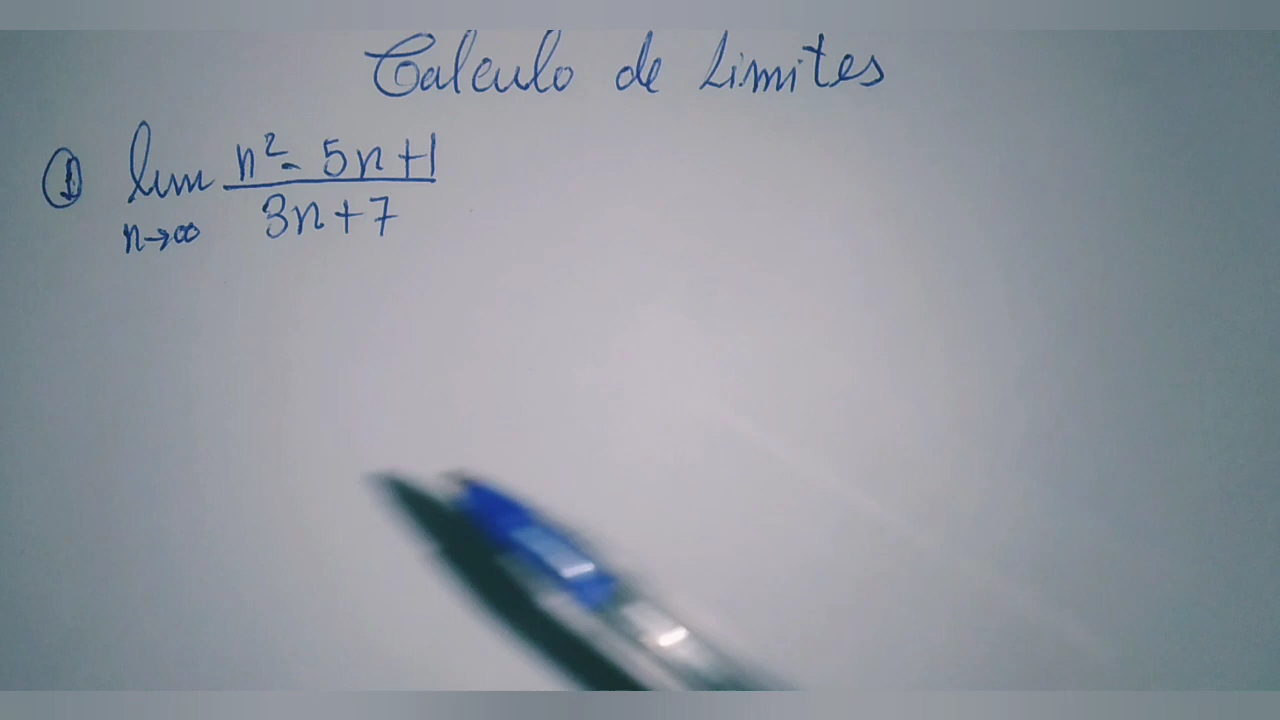 Calculo de Limites
① lim n² - 5n + 1
n→∞ 3n + 7